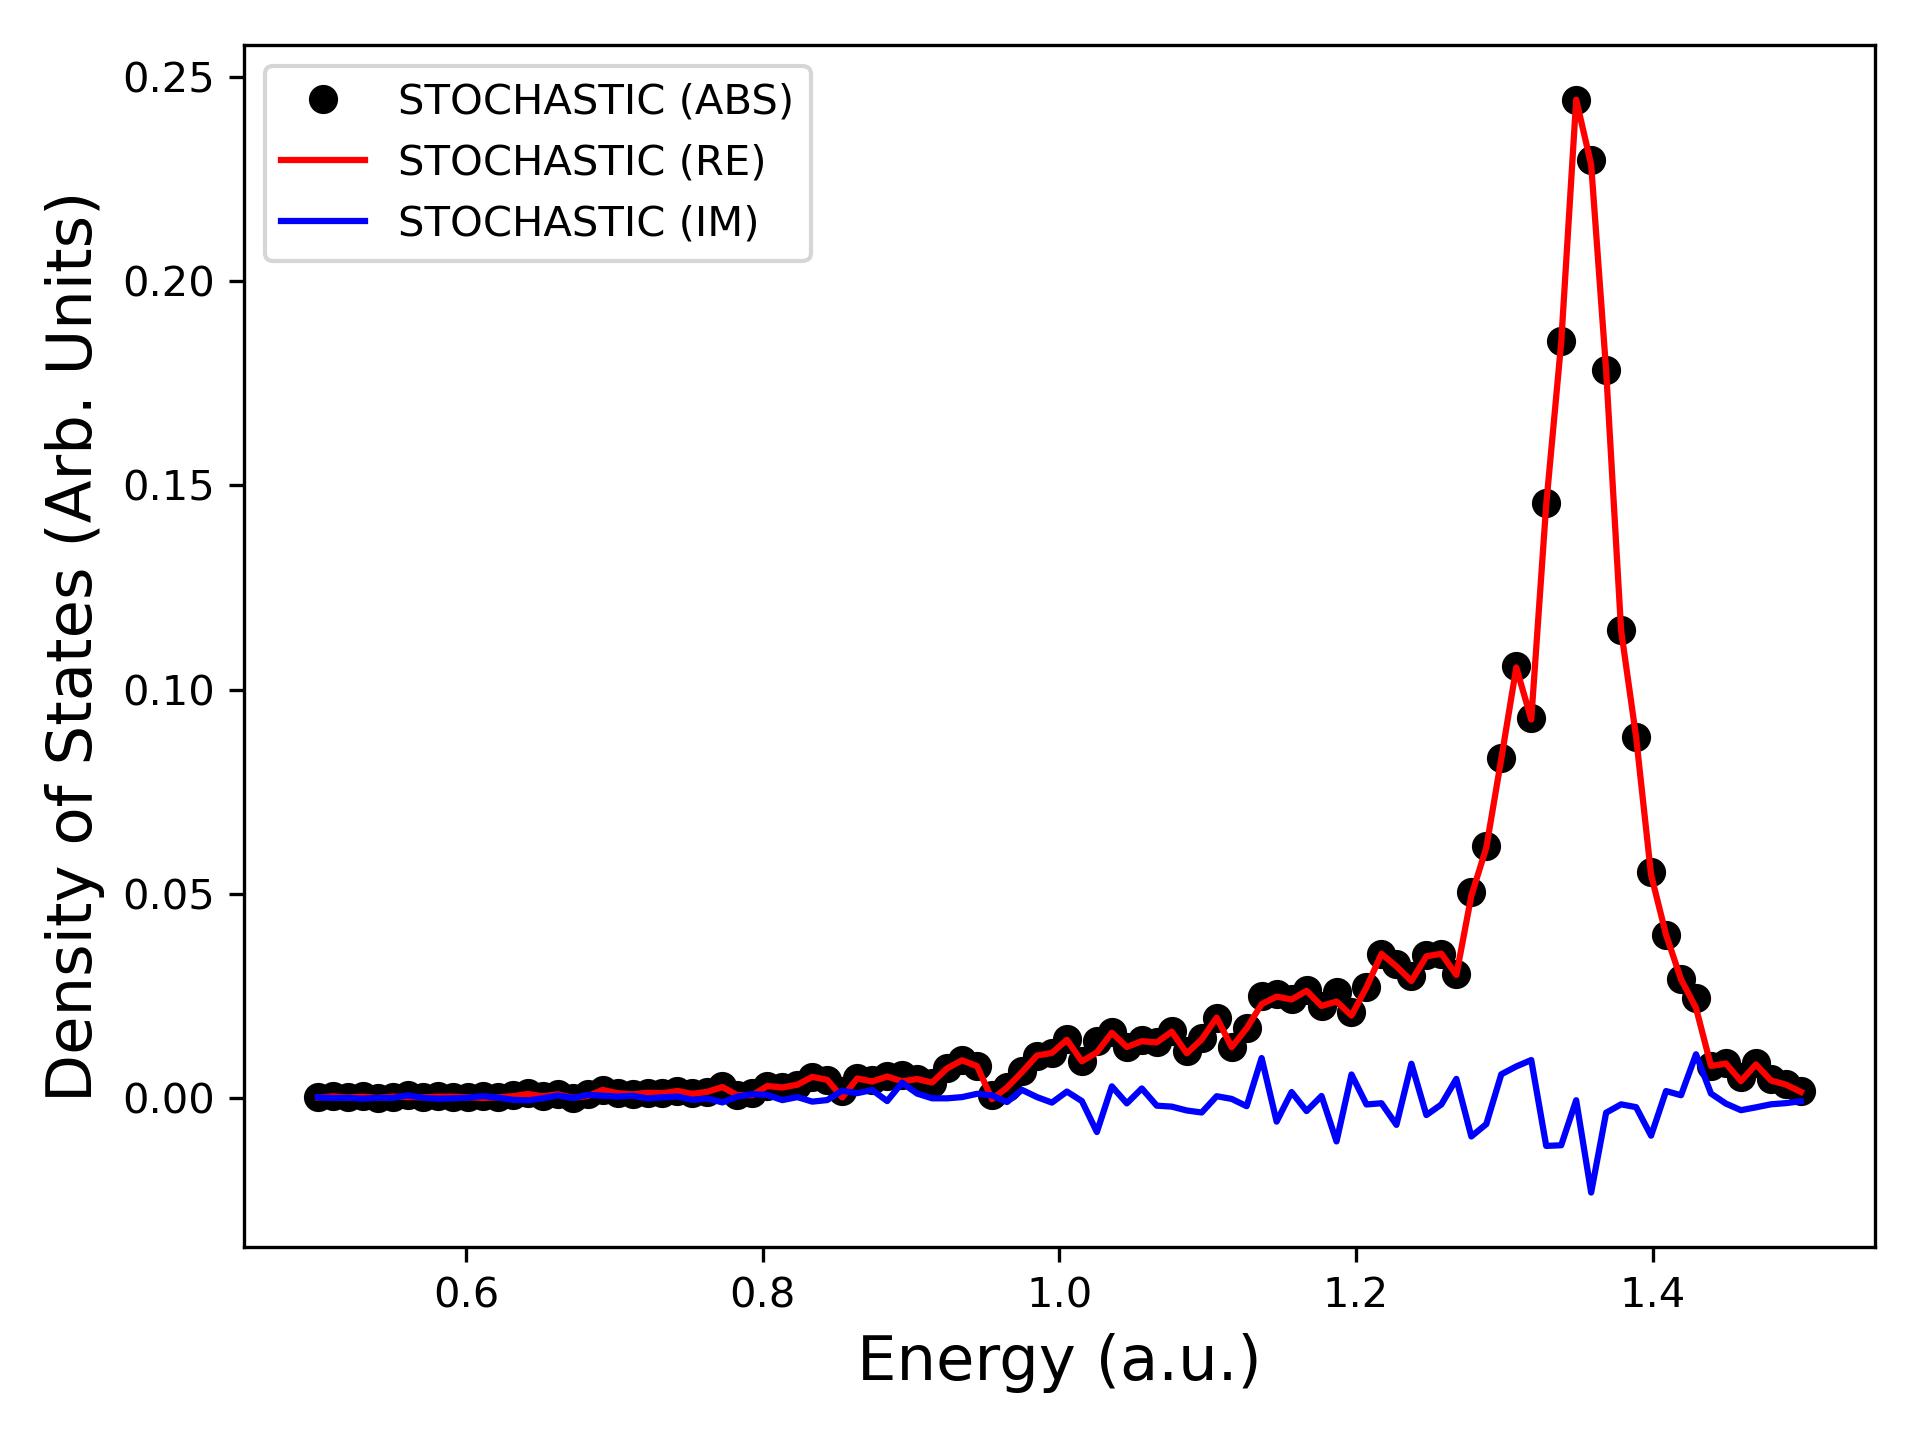 STOCHASTIC (ABS)
STOCHASTIC (RE)
STOCHASTIC (IM)
Density of States (Arb. Units)
0.25
0.20
0.15
0.10
0.05
0.00
0.6 0.8 1.0 1.2 1.4
Energy (a.u.)